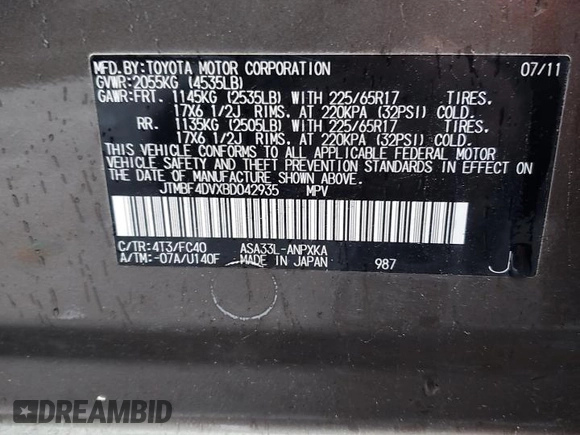 MFD.BY:TOYOTA MOTOR CORPORATION 07/11
GVWR:2055KG (4535LB)
GAWR:FRT. 1145KG (2535LB) WITH 225/65R17 TIRES.
17X6 1/2J RIMS, AT 220KPA (32PSI) COLD.
RR. 1135KG (2505LB) WITH 225/65R17 TIRES.
17X6 1/2J RIMS, AT 220KPA (32PSI) COLD.
THIS VEHICLE CONFORMS TO ALL APPLICABLE FEDERAL MOTOR
VEHICLE SAFETY AND THEFT PREVENTION STANDARDS IN EFFECT ON
THE DATE OF MANUFACTURE SHOWN ABOVE.
JTMBF4DVXBD042935 MPV
C/TR:4T3/FC40 ASA33L-ANPXKA
A/TM:-07A/U140F MADE IN JAPAN 987 J
DREAMBID